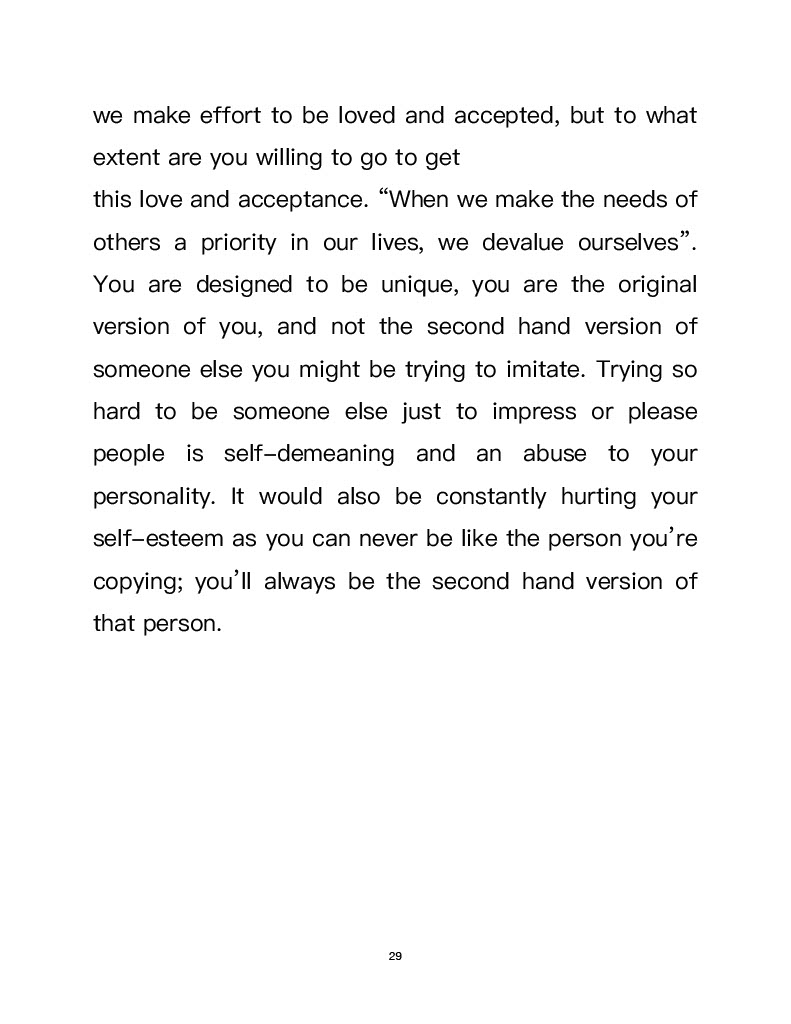 we make effort to be loved and accepted, but to what
extent are you willing to go to get
this love and acceptance. “When we make the needs of
others a priority in our lives, we devalue ourselves”.
You are designed to be unique, you are the original
version of you, and not the second hand version of
someone else you might be trying to imitate. Trying so
hard to be someone else just to impress or please
people is self-demeaning and an abuse to your
personality. It would also be constantly hurting your
self-esteem as you can never be like the person you’re
copying; you’ll always be the second hand version of
that person.
29